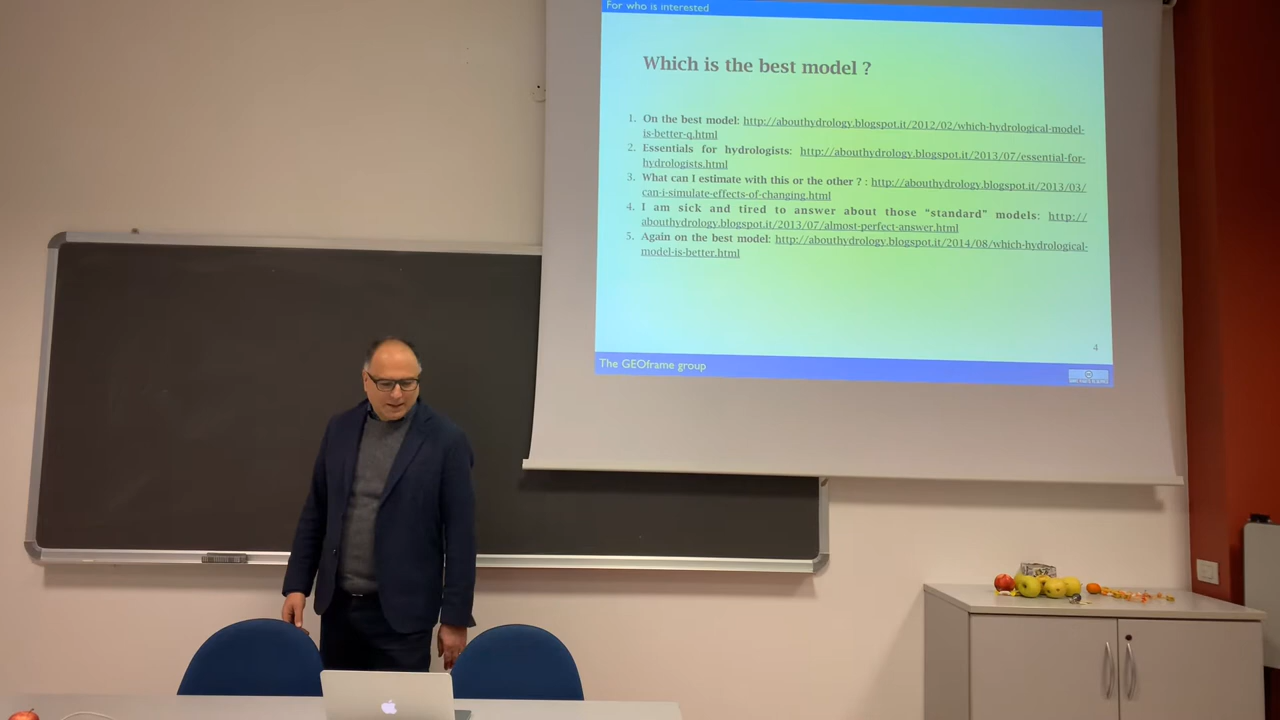 For who is interested
Which is the best model ?
1. On the best model: http://abouthydrology.blogspot.it/2012/02/which-hydrological-model-
is-better-q.html
2. Essentials for hydrologists: http://abouthydrology.blogspot.it/2013/07/essential-for-
hydrologists.html
3. What can I estimate with this or the other ? : http://abouthydrology.blogspot.it/2013/03/
can-i-simulate-effects-of-changing.html
4. I am sick and tired to answer about those “standard” models: http://
abouthydrology.blogspot.it/2013/07/almost-perfect-answer.html
5. Again on the best model: http://abouthydrology.blogspot.it/2014/08/which-hydrological-
model-is-better.html
4
The GEOframe group